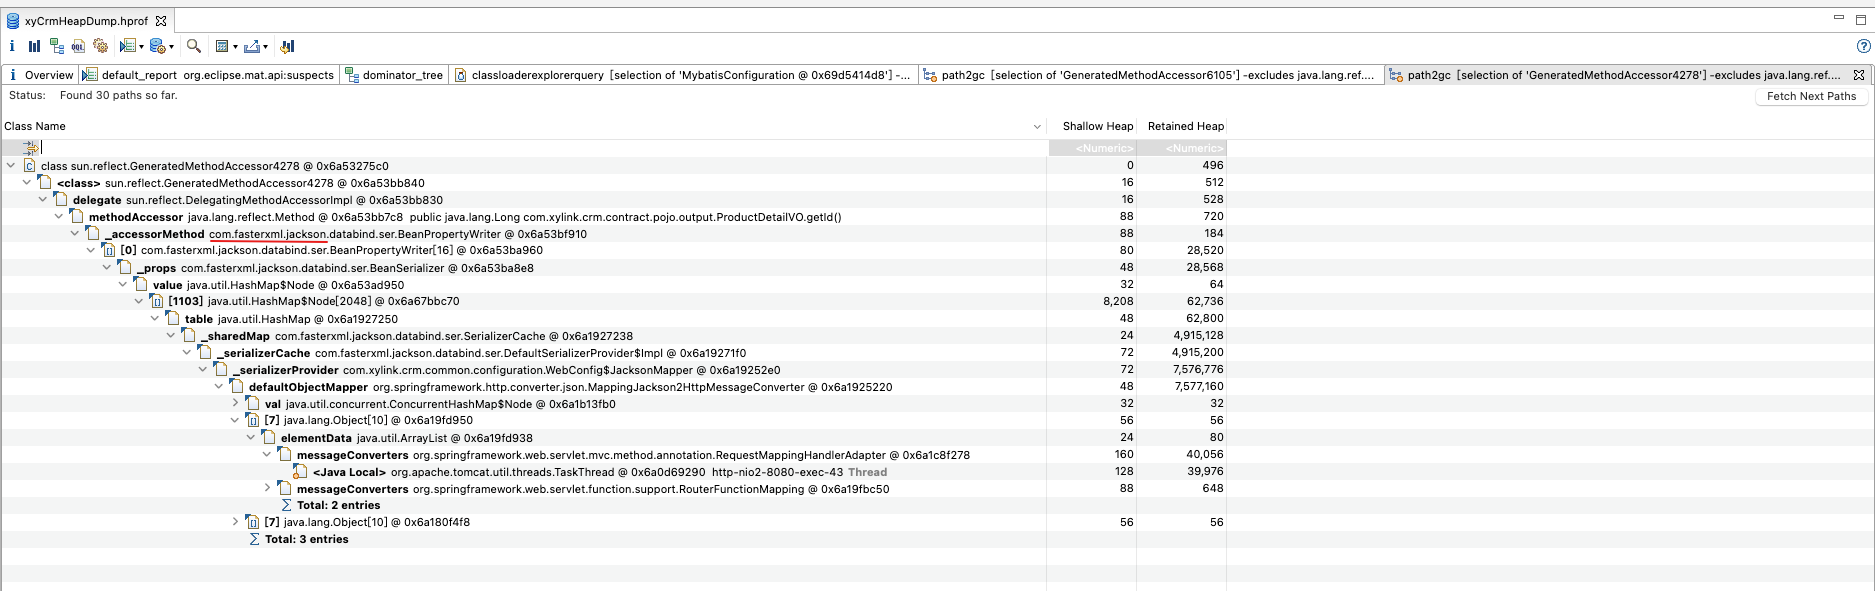 xyCrmHeapDump.hprof
Overview default_report org.eclipse.mat.api:suspects dominator_tree classloaderexplorerquery [selection of 'MybatisConfiguration @ 0x69d5414d8'] -... path2gc [selection of 'GeneratedMethodAccessor6105'] -excludes java.lang.ref.... path2gc [selection of 'GeneratedMethodAccessor4278'] -excludes java.lang.ref....
Status: Found 30 paths so far. Fetch Next Paths
Class Name Shallow Heap Retained Heap
<Numeric> <Numeric>
class sun.reflect.GeneratedMethodAccessor4278 @ 0x6a53275c0 0 496
<class> sun.reflect.GeneratedMethodAccessor4278 @ 0x6a53bb840 16 512
delegate sun.reflect.DelegatingMethodAccessorImpl @ 0x6a53bb830 16 528
methodAccessor java.lang.reflect.Method @ 0x6a53bb7c8 public java.lang.Long com.xylink.crm.contract.pojo.output.ProductDetailVO.getId() 88 720
_accessorMethod com.fasterxml.jackson.databind.ser.BeanPropertyWriter @ 0x6a53bf910 88 184
[0] com.fasterxml.jackson.databind.ser.BeanPropertyWriter[16] @ 0x6a53ba960 80 28,520
_props com.fasterxml.jackson.databind.ser.BeanSerializer @ 0x6a53ba8e8 48 28,568
value java.util.HashMap$Node @ 0x6a53ad950 32 64
[1103] java.util.HashMap$Node[2048] @ 0x6a67bbc70 8,208 62,736
table java.util.HashMap @ 0x6a1927250 48 62,800
_sharedMap com.fasterxml.jackson.databind.ser.SerializerCache @ 0x6a1927238 24 4,915,128
_serializerCache com.fasterxml.jackson.databind.ser.DefaultSerializerProvider$Impl @ 0x6a19271f0 72 4,915,200
_serializerProvider com.xylink.crm.common.configuration.WebConfig$JacksonMapper @ 0x6a19252e0 72 7,576,776
defaultObjectMapper org.springframework.http.converter.json.MappingJackson2HttpMessageConverter @ 0x6a1925220 48 7,577,160
val java.util.concurrent.ConcurrentHashMap$Node @ 0x6a1b13fb0 32 32
[7] java.lang.Object[10] @ 0x6a19fd950 56 56
elementData java.util.ArrayList @ 0x6a19fd938 24 80
messageConverters org.springframework.web.servlet.mvc.method.annotation.RequestMappingHandlerAdapter @ 0x6a1c8f278 160 40,056
<Java Local> org.apache.tomcat.util.threads.TaskThread @ 0x6a0d69290 http-nio2-8080-exec-43 Thread 128 39,976
messageConverters org.springframework.web.servlet.function.support.RouterFunctionMapping @ 0x6a19fbc50 88 648
Total: 2 entries
[7] java.lang.Object[10] @ 0x6a180f4f8 56 56
Total: 3 entries